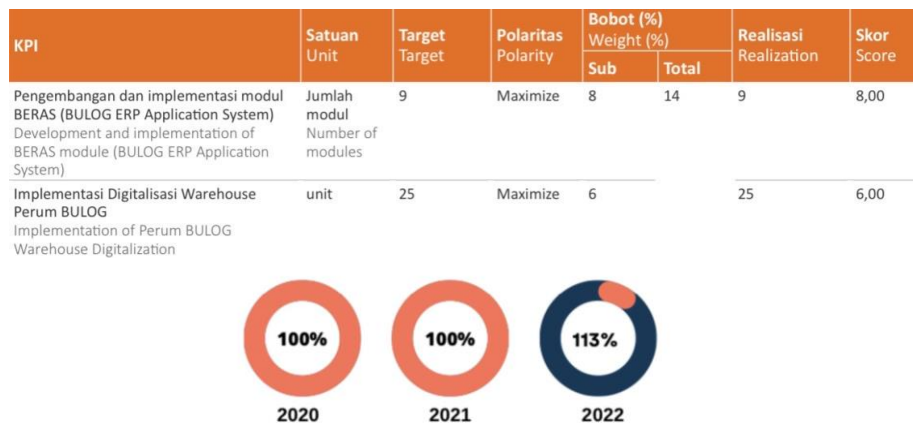 KPI
Satuan
Unit
Target
Target
Polaritas
Polarity
Bobot (%)
Weight (%)
Sub
Total
Realisasi
Realization
Skor
Score
Pengembangan dan implementasi modul
BERAS (BULOG ERP Application System)
Development and implementation of
BERAS module (BULOG ERP Application
System)
Jumlah
modul
Number of
modules
9
Maximize
8
14
9
8,00
Implementasi Digitalisasi Warehouse
Perum BULOG
Implementation of Perum BULOG
Warehouse Digitalization
unit
25
Maximize
6
25
6,00
100%
100%
113%
2020
2021
2022